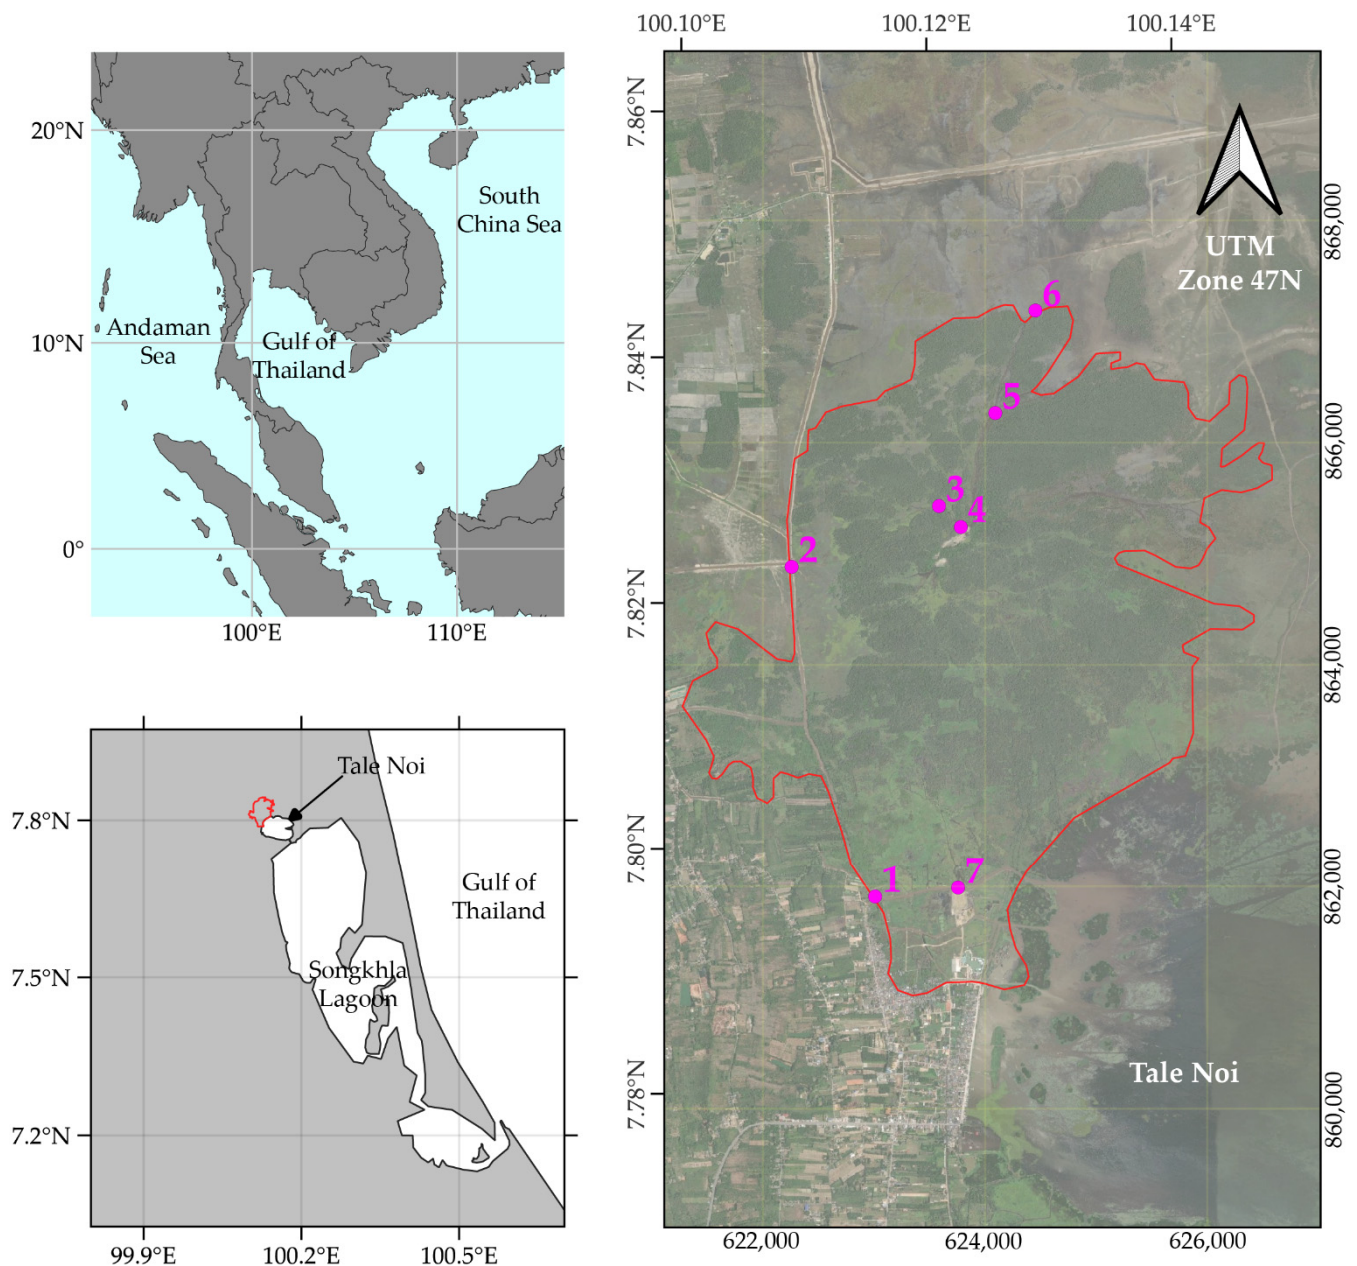 20°N
10°N
0°
100°E
110°E
South
China Sea
Andaman
Sea
Gulf of
Thailand
7.8°N
7.5°N
7.2°N
99.9°E
100.2°E
100.5°E
Tale Noi
Gulf of
Thailand
Songkhla
Lagoon
100.10°E
100.12°E
100.14°E
7.86°N
7.84°N
7.82°N
7.80°N
7.78°N
868,000
866,000
864,000
862,000
860,000
622,000
624,000
626,000
UTM
Zone 47N
6
5
3
4
2
1
7
Tale Noi